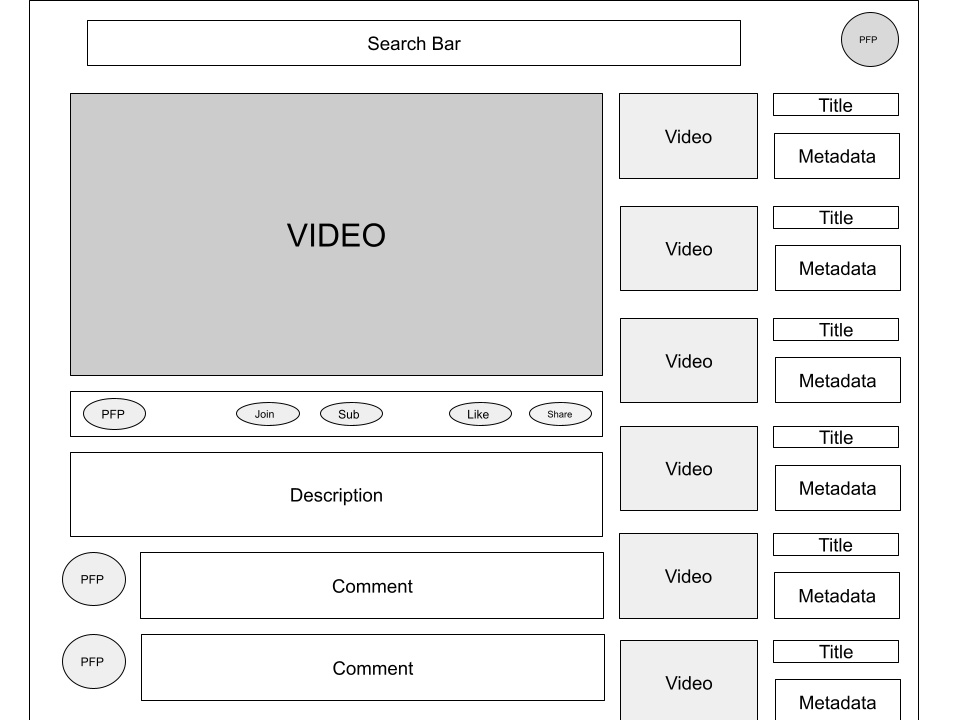 Search Bar
PFP
VIDEO
PFP
Join
Sub
Like
Share
Description
PFP
Comment
PFP
Comment
Video
Title
Metadata
Video
Title
Metadata
Video
Title
Metadata
Video
Title
Metadata
Video
Title
Metadata
Video
Title
Metadata